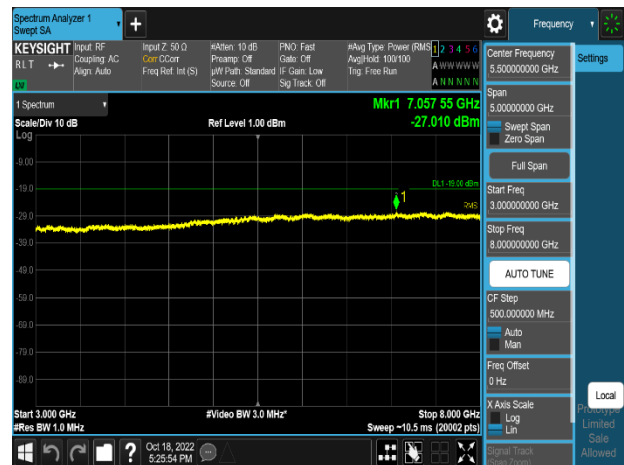 Spectrum Analyzer 1
Swept SA
+
Frequency
KEYSIGHT
RLT
LXI
Input: RF
Coupling: AC
Align: Auto
Input Z: 50 Ω
Corr CCorr
Freq Ref: Int (S)
#Atten: 10 dB
Preamp: Off
µW Path: Standard
Source: Off
PNO: Fast
Gate: Off
IF Gain: Low
Sig Track: Off
#Avg Type: Power (RMS
Avg|Hold: 100/100
Trig: Free Run
1 2 3 4 5 6
A W W W W W
A N N N N N
1 Spectrum
Scale/Div 10 dB
Log
Ref Level 1.00 dBm
Mkr1 7.057 55 GHz
-27.010 dBm
-9.00
-19.0
-29.0
-39.0
-49.0
-59.0
-69.0
-79.0
-89.0
DL1 -19.00 dBm
1
RMS
Start 3.000 GHz
#Res BW 1.0 MHz
#Video BW 3.0 MHz*
Stop 8.000 GHz
Sweep ~10.5 ms (20002 pts)
Center Frequency
5.500000000 GHz
Span
5.00000000 GHz
Swept Span
Zero Span
Full Span
Start Freq
3.000000000 GHz
Stop Freq
8.000000000 GHz
AUTO TUNE
CF Step
500.000000 MHz
Auto
Man
Freq Offset
0 Hz
X Axis Scale
Log
Lin
Signal Track
(Span Zoom)
Settings
Local
Prototype
Limited
Sale
Allowed
?
Oct 18, 2022
5:25:54 PM